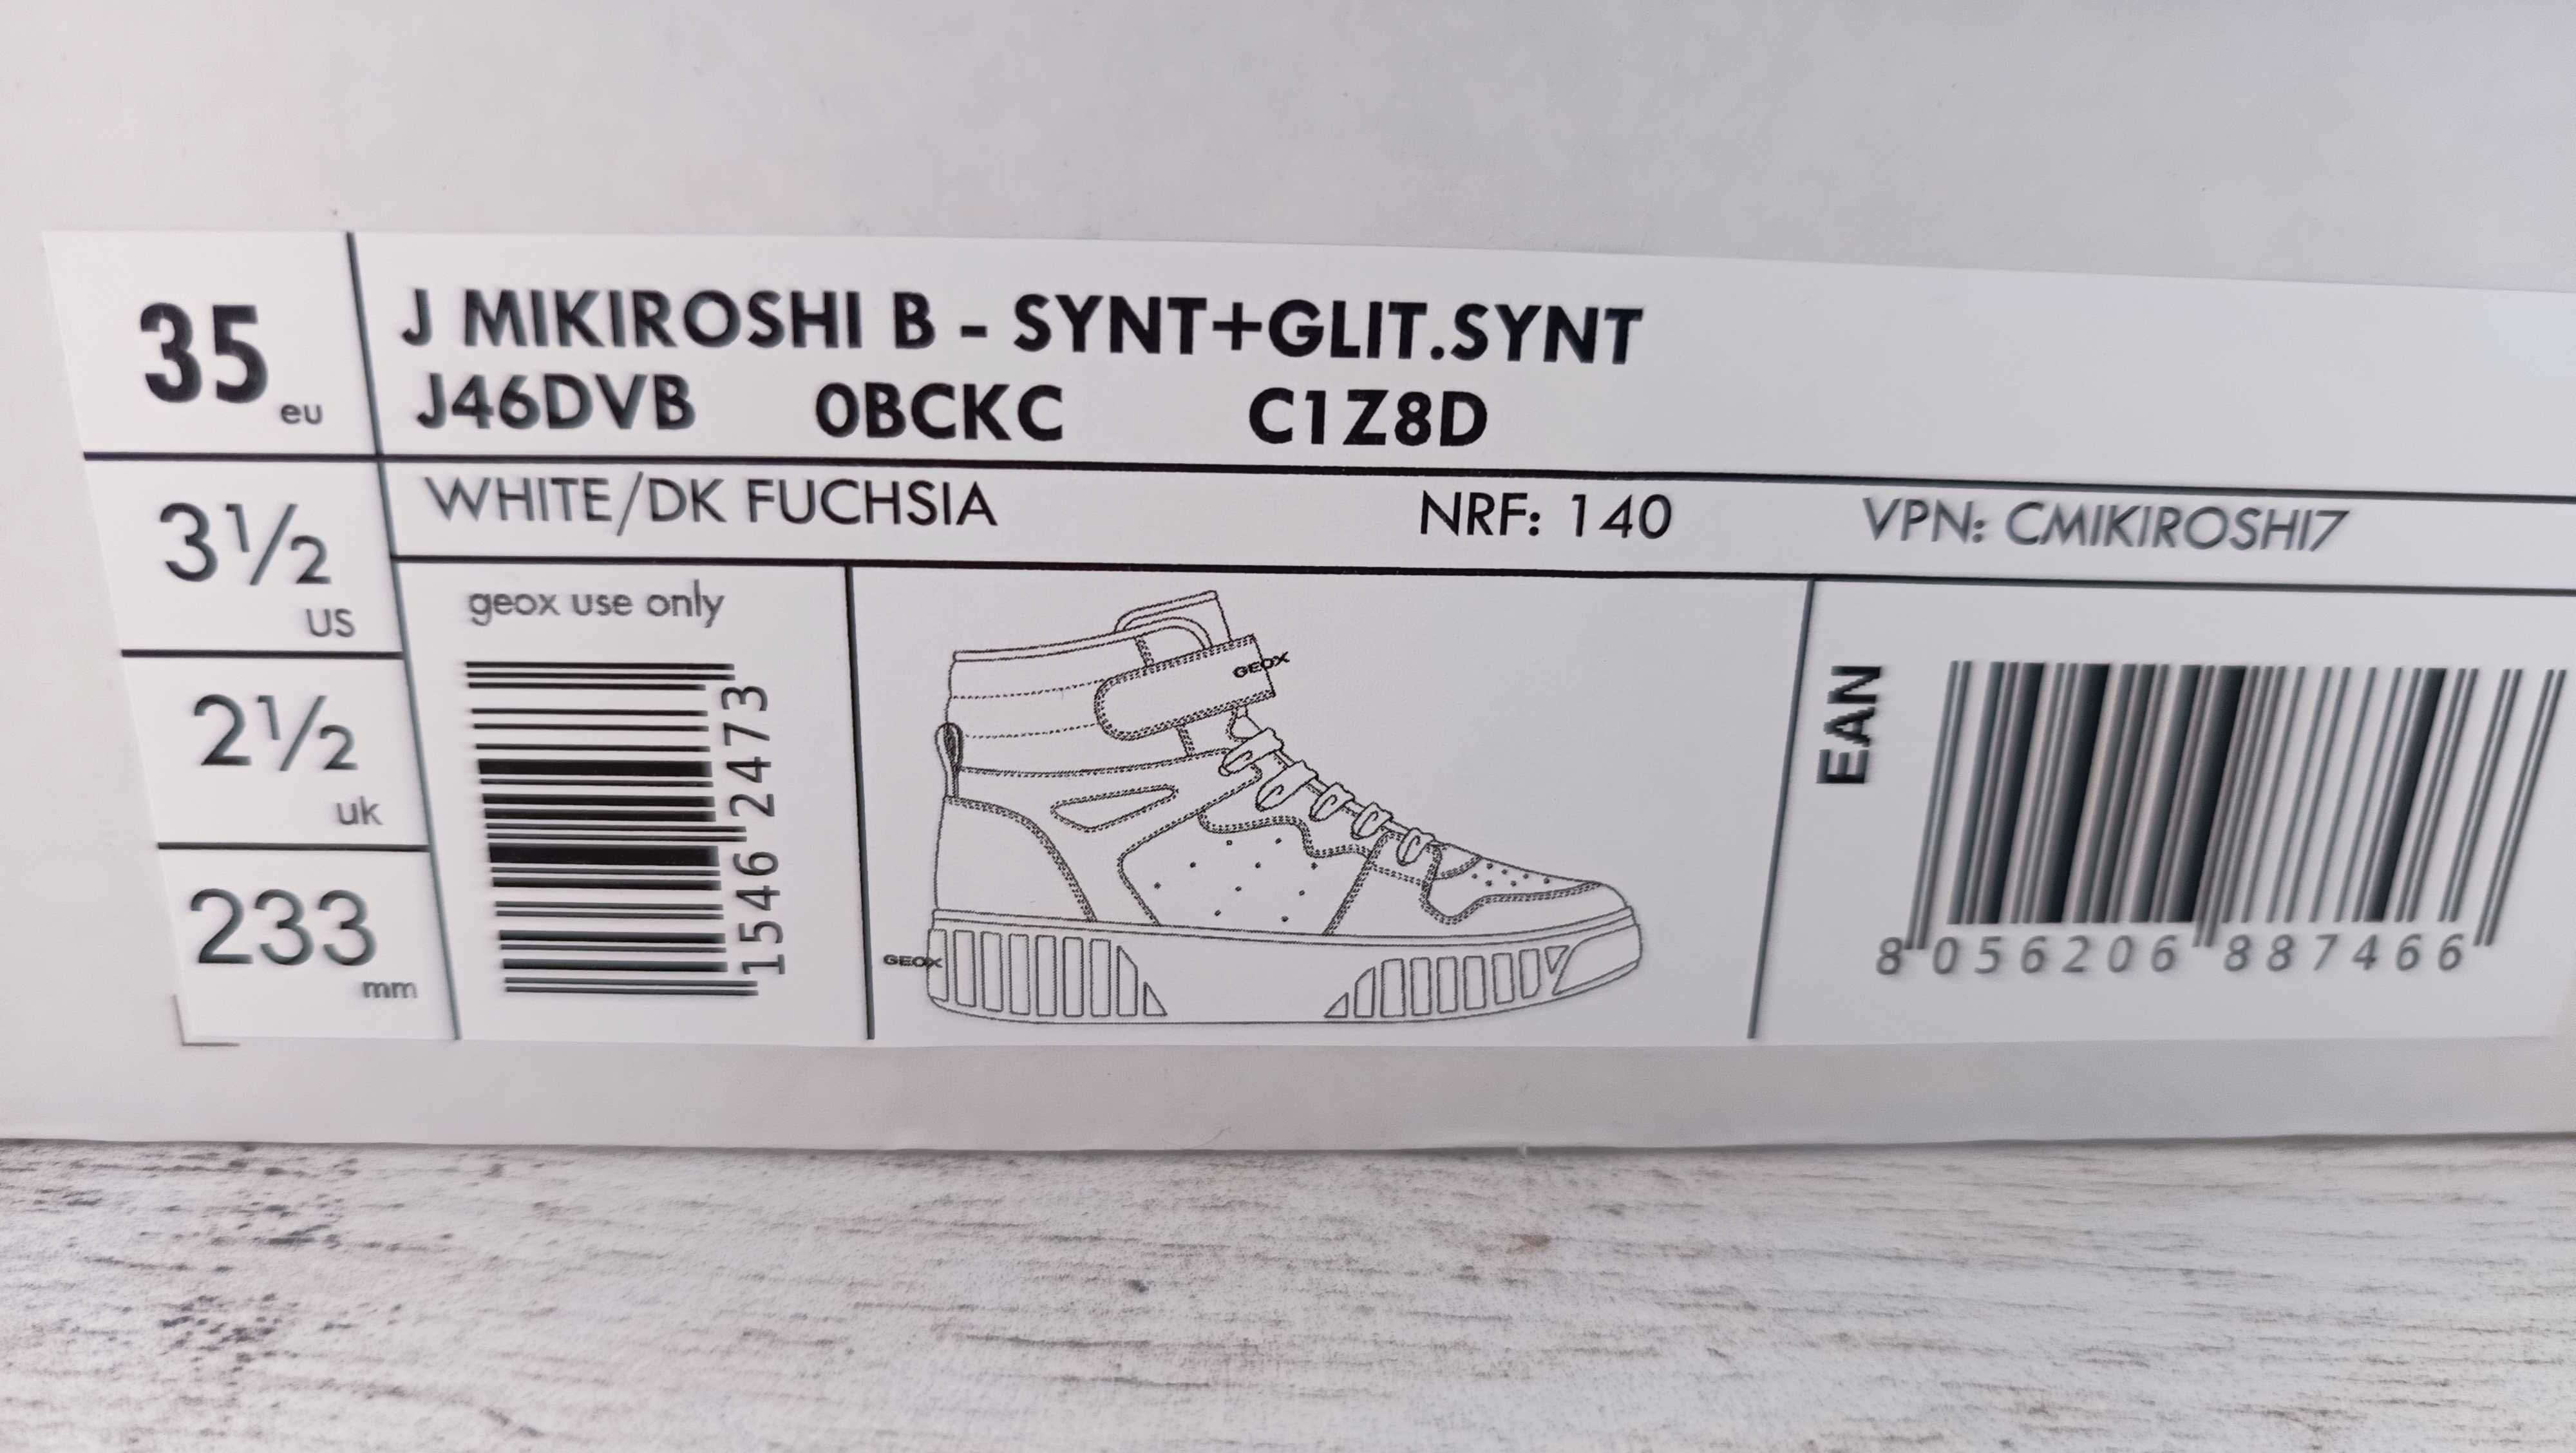 35 eu
J MIKIROSHI B - SYNT+GLIT.SYNT
J46DVB 0BCKC C1Z8D
3½ US
WHITE/DK FUCHSIA NRF: 140 VPN: CMIKIROSHI7
2½ uk
233 mm
geox use only
1546 2473
GEOX
GEOX
EAN
8 056206 887466